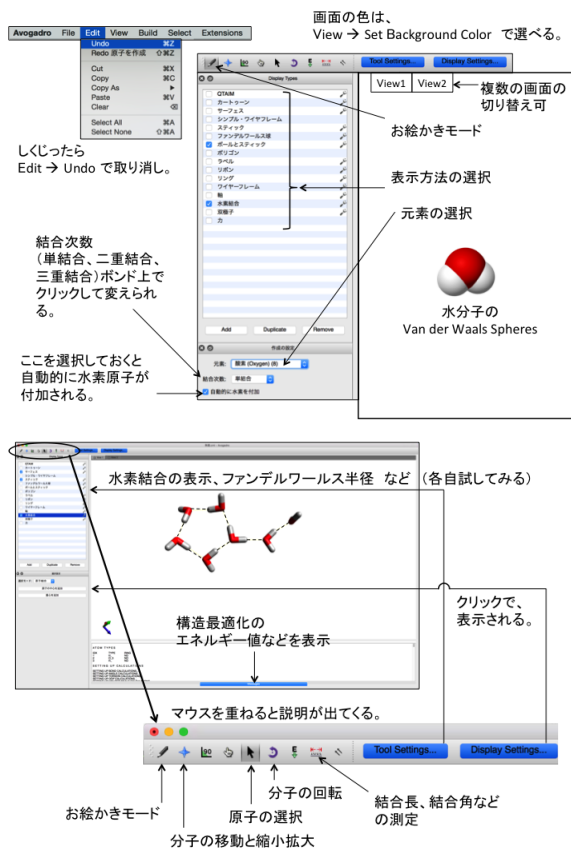 画面の色は、
View → Set Background Color で選べる。
Avogadro File Edit View Build Select Extensions
Undo ⌘Z
Redo 原子を作成 ⇧⌘Z
Cut ⌘X
Copy ⌘C
Copy As ▶
Paste ⌘V
Clear ⌫
Select All ⌘A
Select None ⇧⌘A
しくじったら
Edit → Undo で取り消し。
Tool Settings...
Display Settings...
Display Types
QTAIM
カートゥーン
サーフェス
シンプル・ワイヤフレーム
スティック
ファンデルワールス球
ボールとスティック
ポリゴン
ラベル
リボン
リング
ワイヤーフレーム
軸
水素結合
双極子
力
Add Duplicate Remove
作成の設定
元素: 酸素 (Oxygen) (8)
結合次数: 単結合
自動的に水素を付加
View1 View2
複数の画面の
切り替え可
お絵かきモード
表示方法の選択
元素の選択
水分子の
Van der Waals Spheres
結合次数
(単結合、二重結合、
三重結合)ボンド上で
クリックして変えられ
る。
ここを選択しておくと
自動的に水素原子が
付加される。
水素結合の表示、ファンデルワールス半径 など (各自試してみる)
Add Duplicate Remove
クリックで、
表示される。
構造最適化の
エネルギー値などを表示
ATOM TYPES
マウスを重ねると説明が出てくる。
90
E
Tool Settings...
Display Settings...
お絵かきモード
分子の移動と縮小拡大
原子の選択
分子の回転
結合長、結合角など
の測定